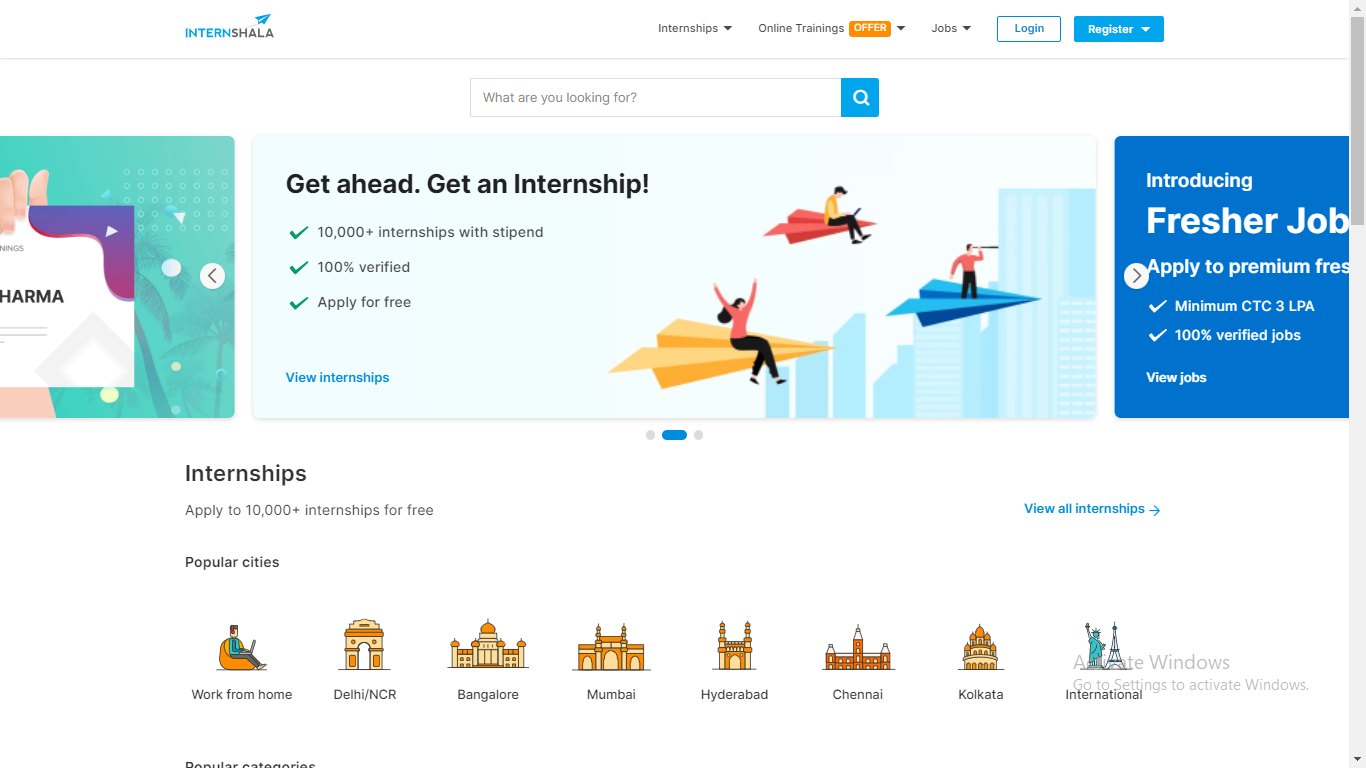 INTERNSHALA
Internships
Online Trainings OFFER
Jobs
Login
Register
What are you looking for?
NINGS
HARMA
Get ahead. Get an Internship!
10,000+ internships with stipend
100% verified
Apply for free
View internships
Introducing
Fresher Job
Apply to premium fres
Minimum CTC 3 LPA
100% verified jobs
View jobs
Internships
Apply to 10,000+ internships for free
View all internships
Popular cities
Work from home
Delhi/NCR
Bangalore
Mumbai
Hyderabad
Chennai
Kolkata
International
Activate Windows
Go to Settings to activate Windows.
Popular categories